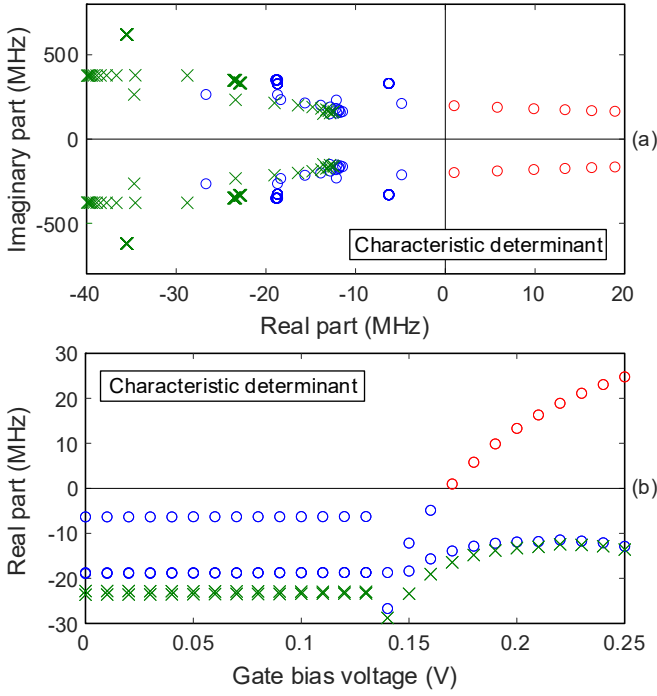 500
0
-500
Imaginary part (MHz)
(a)
Characteristic determinant
-40 -30 -20 -10 0 10 20
Real part (MHz)
30
20
10
0
-10
-20
-30
Real part (MHz)
Characteristic determinant
(b)
0 0.05 0.1 0.15 0.2 0.25
Gate bias voltage (V)